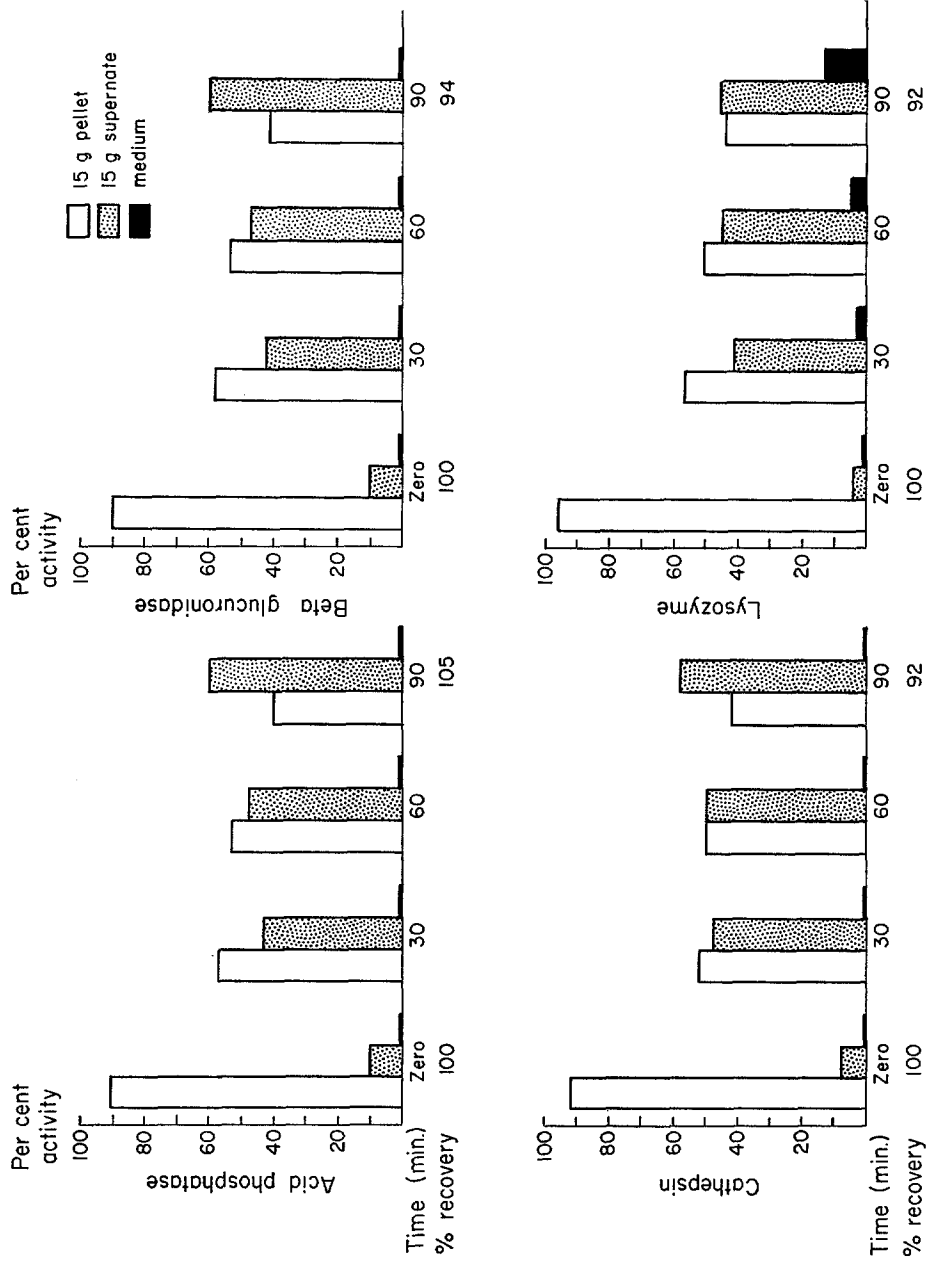 Per cent
activity
100
80
60
40
20
Acid phosphatase
Zero
30
60
90
Time (min.)
100
105
% recovery
Per cent
activity
100
80
60
40
20
Beta glucuronidase
15 g pellet
15 g supernate
medium
Zero
30
60
90
100
94
100
80
60
40
20
Cathepsin
Zero
30
60
90
Time (min.)
100
92
% recovery
100
80
60
40
20
Lysozyme
Zero
30
60
90
100
92